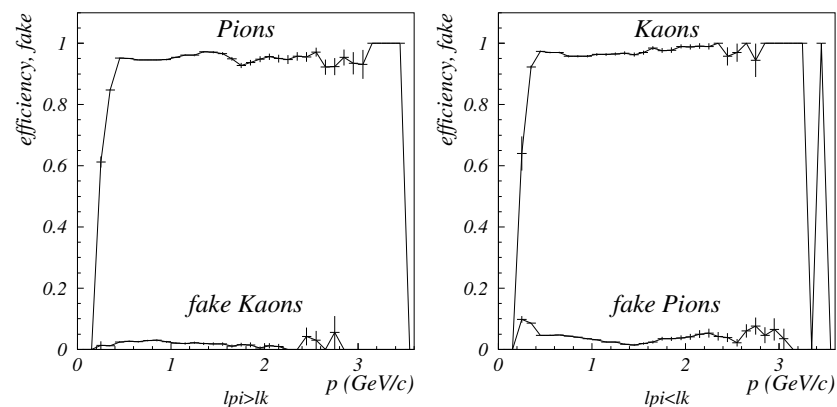 efficiency, fake
Pions
1
0.8
0.6
0.4
0.2
0
fake Kaons
0 1 2 3
p (GeV/c)
lpi>lk
efficiency, fake
Kaons
1
0.8
0.6
0.4
0.2
0
fake Pions
0 1 2 3
p (GeV/c)
lpi<lk